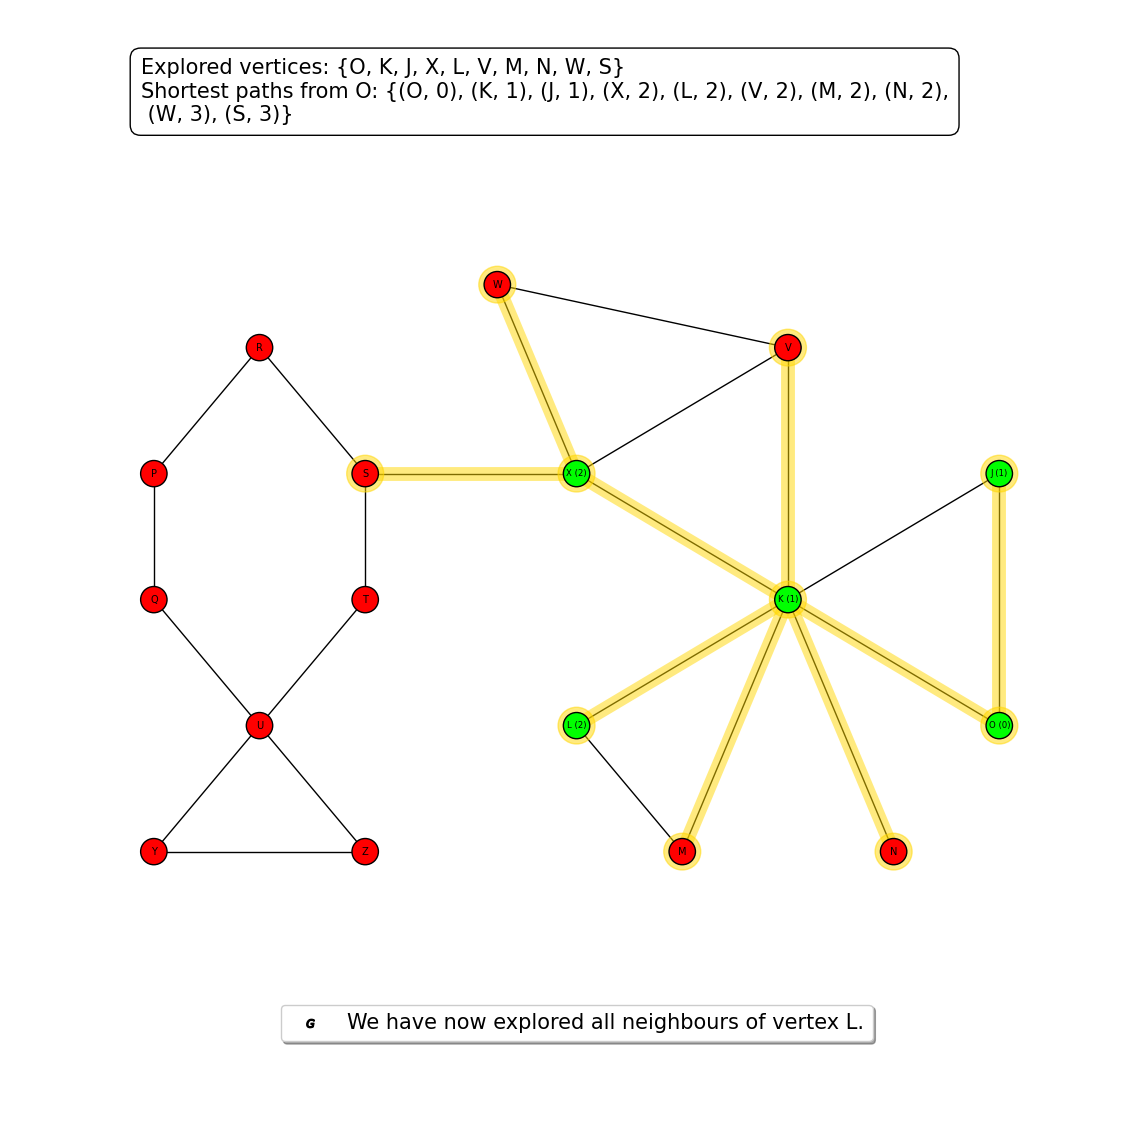 Explored vertices: {O, K, J, X, L, V, M, N, W, S}
Shortest paths from O: {(O, 0), (K, 1), (J, 1), (X, 2), (L, 2), (V, 2), (M, 2), (N, 2),
(W, 3), (S, 3)}
W
R
V
P
S
X (2)
J (1)
Q
T
K (1)
U
L (2)
O (0)
Y
Z
M
N
G We have now explored all neighbours of vertex L.